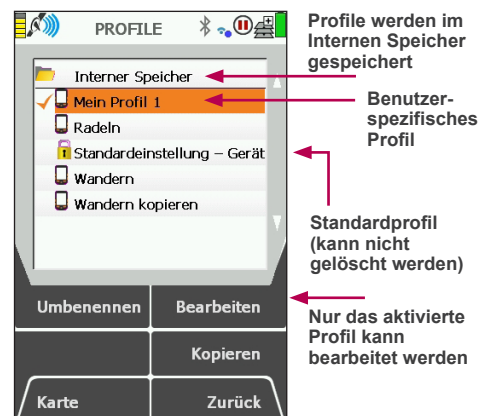 PROFILE
Interner Speicher
Mein Profil 1
Radeln
Standardeinstellung – Gerät
Wandern
Wandern kopieren
Umbenennen
Bearbeiten
Kopieren
Karte
Zurück
Profile werden im
Internen Speicher
gespeichert
Benutzer-
spezifisches
Profil
Standardprofil
(kann nicht
gelöscht werden)
Nur das aktivierte
Profil kann
bearbeitet werden